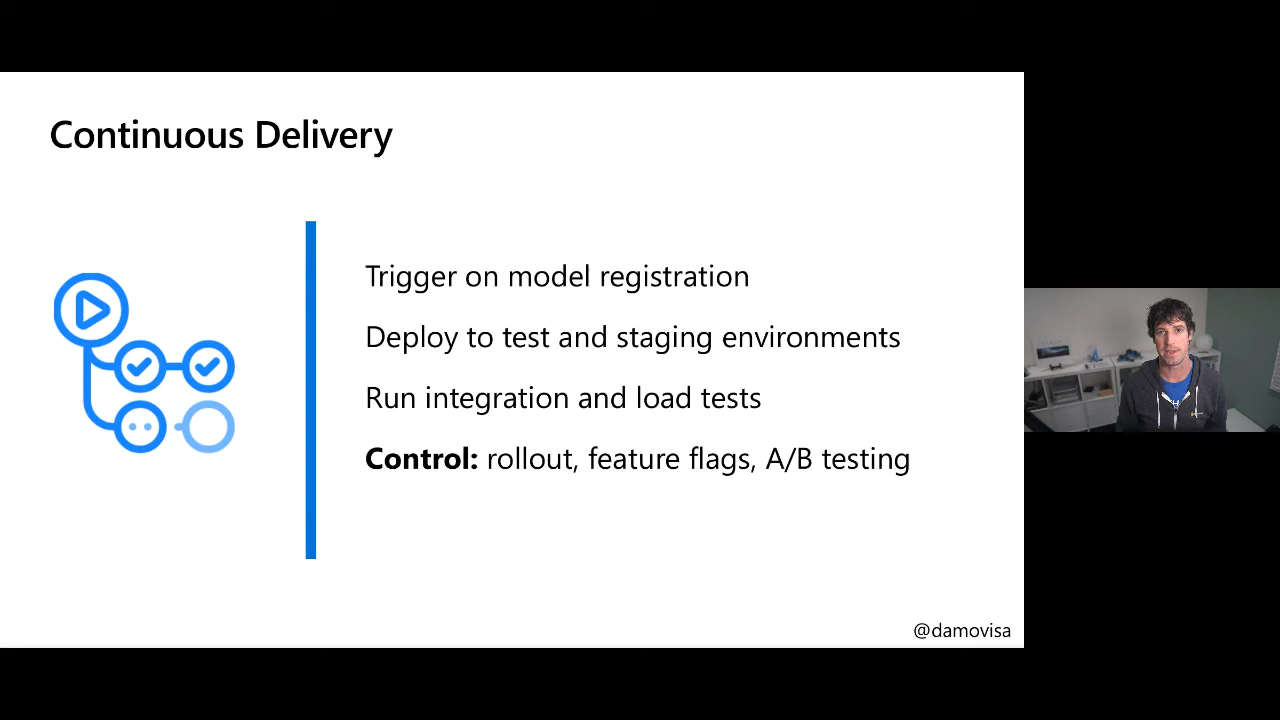 Continuous Delivery
Trigger on model registration
Deploy to test and staging environments
Run integration and load tests
Control: rollout, feature flags, A/B testing
@damovisa